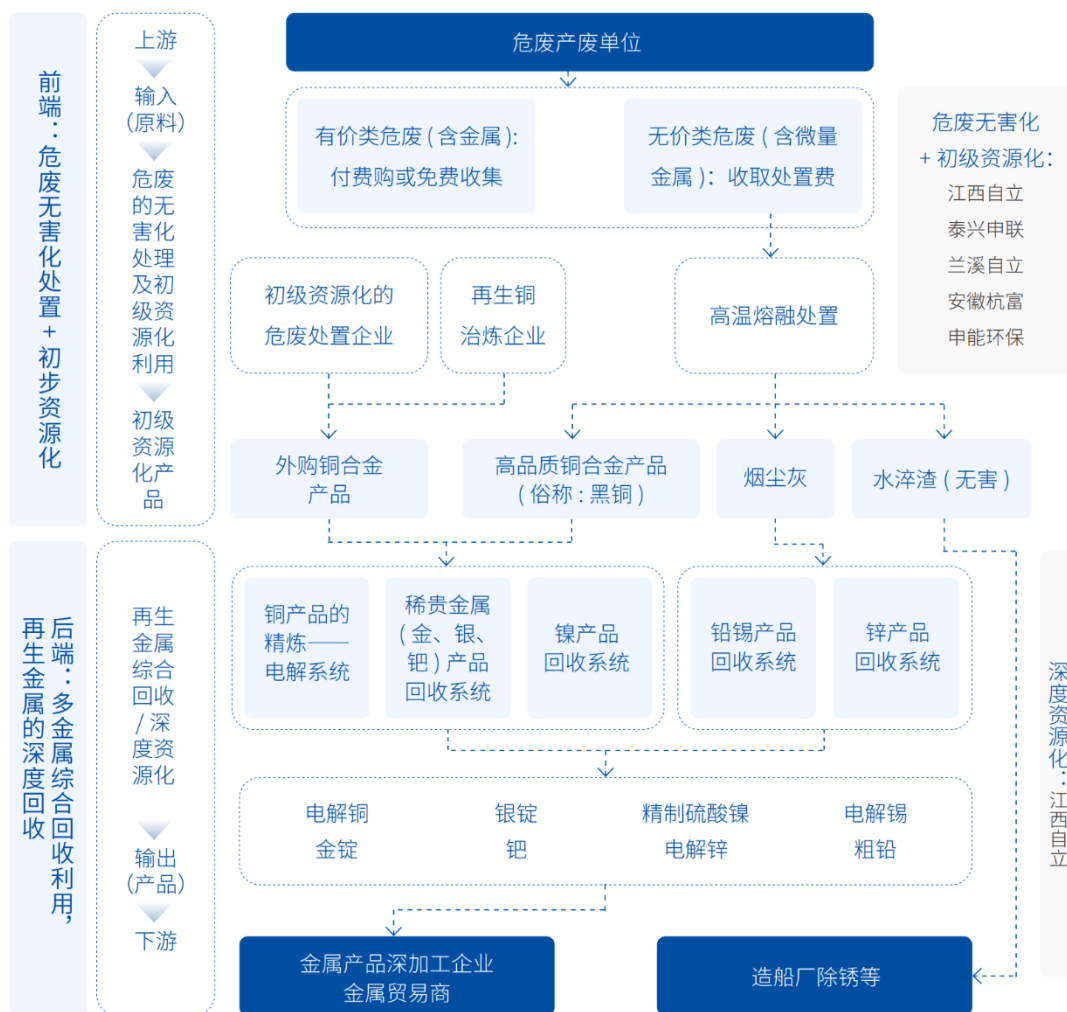 前端：危废无害化处置+初步资源化
上游
输入
（原料）
危废
的无
害化
处理
及初
级资
源化
利用
初级
资源
化产
品
危废产废单位
有价类危废（含金属）：
付费购或免费收集
无价类危废（含微量
金属）：收取处置费
危废无害化
+初级资源化：
江西自立
泰兴申联
兰溪自立
安徽杭富
申能环保
初级资源化的
危废处置企业
再生铜
冶炼企业
高温熔融处置
外购铜合金
产品
高品质铜合金产品
（俗称：黑铜）
烟尘灰
水淬渣（无害）
后端：多金属综合回收利用，
再生金属的深度回收
再生
金属
综合
回收
/深
度资
源化
输出
（产品）
下游
铜产品的
精炼——
电解系统
稀贵金属
（金、银、
钯）产品
回收系统
镍产品
回收系统
铅锡产品
回收系统
锌产品
回收系统
深度资源化：江西自立
电解铜
银锭
精制硫酸镍
电解锡
金锭
钯
电解锌
粗铅
金属产品深加工企业
金属贸易商
造船厂除锈等